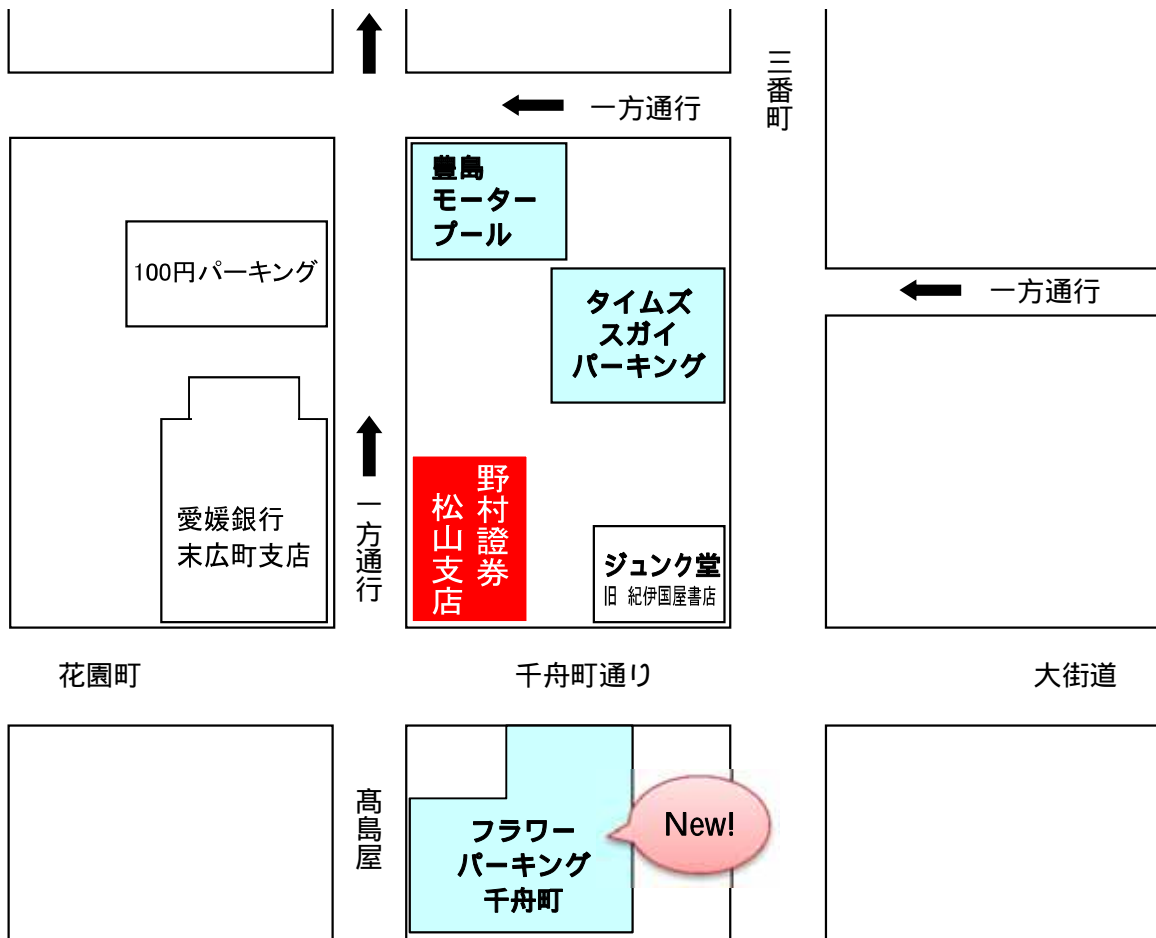 三番町
一方通行
豊島
モーター
プール
100円パーキング
タイムズ
スガイ
パーキング
一方通行
一方通行
野村證券
松山支店
愛媛銀行
末広町支店
ジュンク堂
旧 紀伊国屋書店
花園町
千舟町通り
大街道
髙島屋
フラワー
パーキング
千舟町
New!